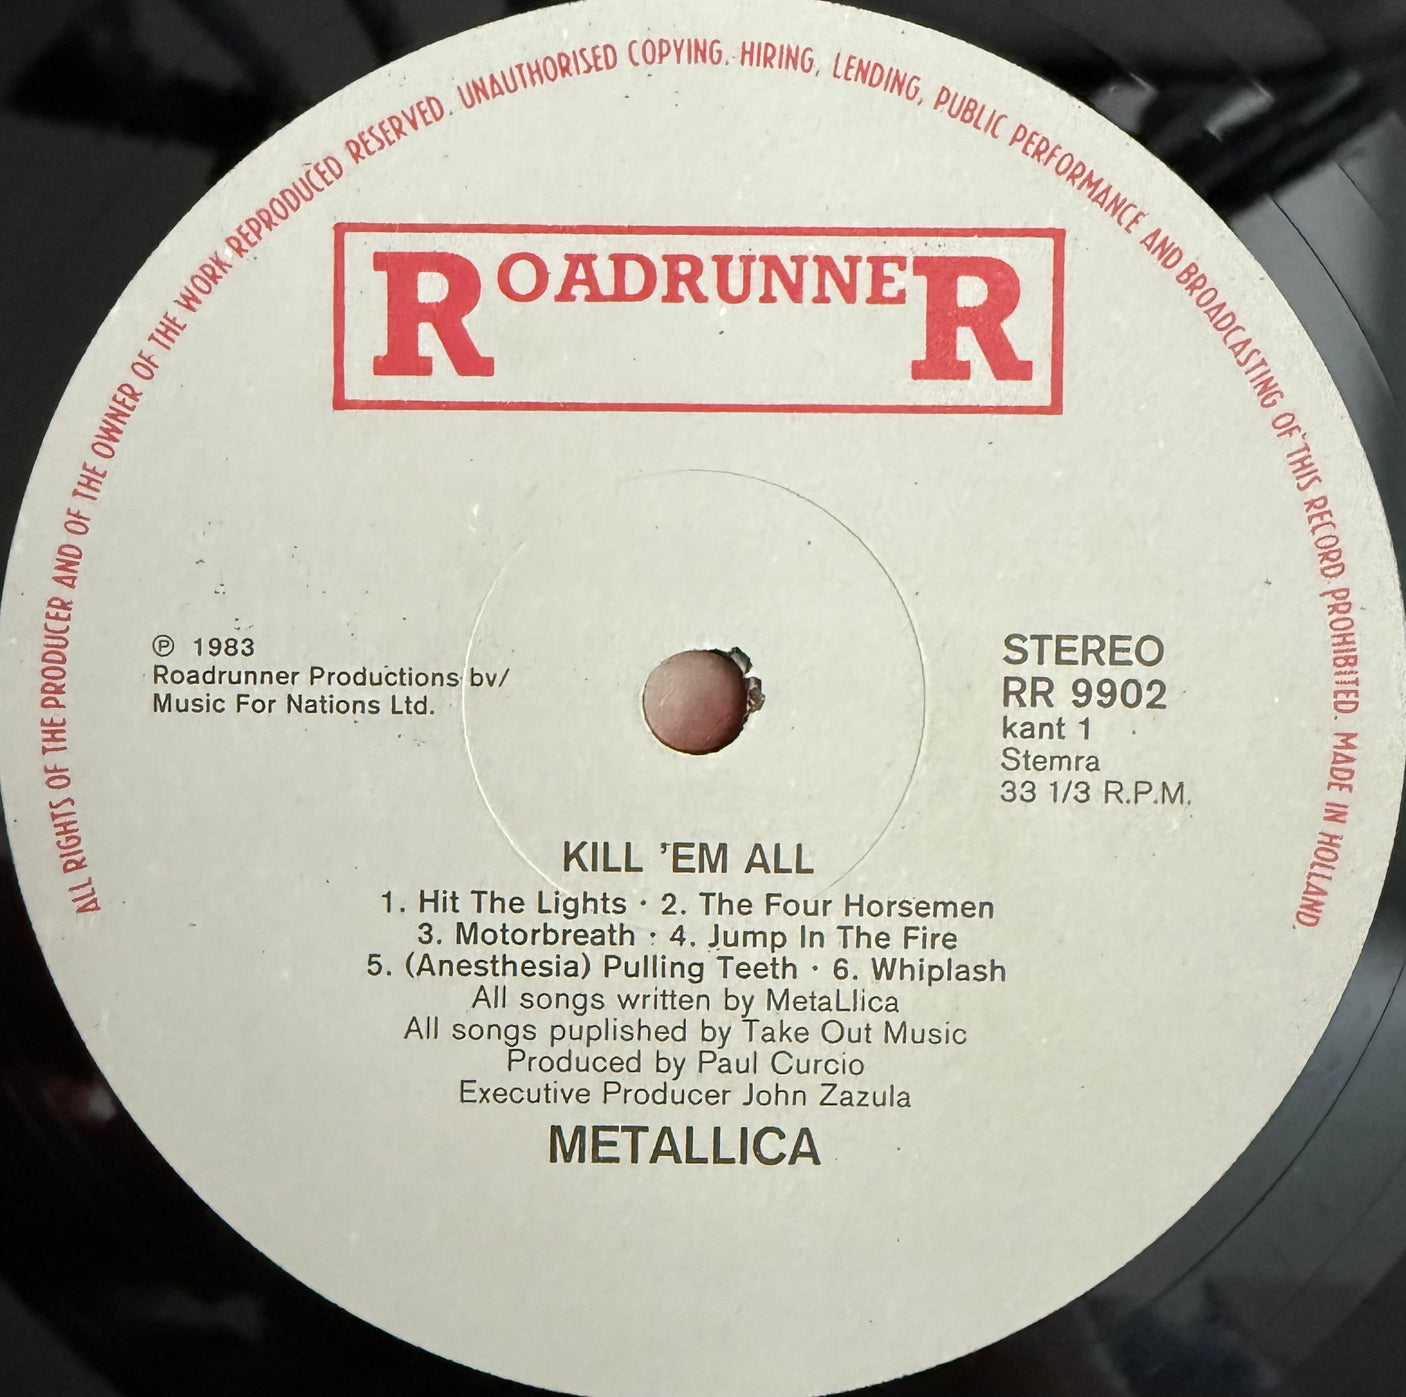 ALL RIGHTS OF THE PRODUCER AND OF THE OWNER OF THE WORK REPRODUCED RESERVED. UNAUTHORISED COPYING. HIRING, LENDING, PUBLIC PERFORMANCE AND BROADCASTING OF THIS RECORD PROHIBITED. MADE IN HOLLAND.
ROADRUNNER
℗ 1983
Roadrunner Productions bv/
Music For Nations Ltd.
STEREO
RR 9902
kant 1
Stemra
33 1/3 R.P.M.
KILL 'EM ALL
1. Hit The Lights · 2. The Four Horsemen
3. Motorbreath · 4. Jump In The Fire
5. (Anesthesia) Pulling Teeth · 6. Whiplash
All songs written by MetaLlica
All songs puplished by Take Out Music
Produced by Paul Curcio
Executive Producer John Zazula
METALLICA